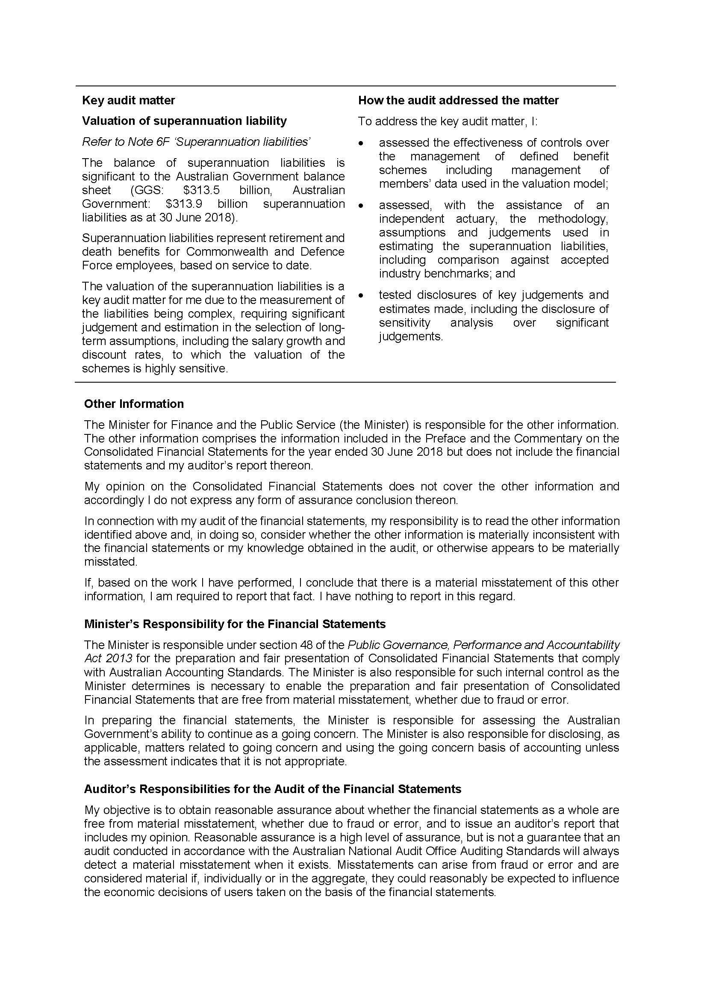 Key audit matter
Valuation of superannuation liability
Refer to Note 6F ‘Superannuation liabilities’
The balance of superannuation liabilities is
significant to the Australian Government balance
sheet (GGS: $313.5 billion, Australian
Government: $313.9 billion superannuation
liabilities as at 30 June 2018).
Superannuation liabilities represent retirement and
death benefits for Commonwealth and Defence
Force employees, based on service to date.
The valuation of the superannuation liabilities is a
key audit matter for me due to the measurement of
the liabilities being complex, requiring significant
judgement and estimation in the selection of long-
term assumptions, including the salary growth and
discount rates, to which the valuation of the
schemes is highly sensitive.
How the audit addressed the matter
To address the key audit matter, I:
• assessed the effectiveness of controls over
the management of defined benefit
schemes including management of
members’ data used in the valuation model;
• assessed, with the assistance of an
independent actuary, the methodology,
assumptions and judgements used in
estimating the superannuation liabilities,
including comparison against accepted
industry benchmarks; and
• tested disclosures of key judgements and
estimates made, including the disclosure of
sensitivity analysis over significant
judgements.
Other Information
The Minister for Finance and the Public Service (the Minister) is responsible for the other information.
The other information comprises the information included in the Preface and the Commentary on the
Consolidated Financial Statements for the year ended 30 June 2018 but does not include the financial
statements and my auditor’s report thereon.
My opinion on the Consolidated Financial Statements does not cover the other information and
accordingly I do not express any form of assurance conclusion thereon.
In connection with my audit of the financial statements, my responsibility is to read the other information
identified above and, in doing so, consider whether the other information is materially inconsistent with
the financial statements or my knowledge obtained in the audit, or otherwise appears to be materially
misstated.
If, based on the work I have performed, I conclude that there is a material misstatement of this other
information, I am required to report that fact. I have nothing to report in this regard.
Minister’s Responsibility for the Financial Statements
The Minister is responsible under section 48 of the Public Governance, Performance and Accountability
Act 2013 for the preparation and fair presentation of Consolidated Financial Statements that comply
with Australian Accounting Standards. The Minister is also responsible for such internal control as the
Minister determines is necessary to enable the preparation and fair presentation of Consolidated
Financial Statements that are free from material misstatement, whether due to fraud or error.
In preparing the financial statements, the Minister is responsible for assessing the Australian
Government’s ability to continue as a going concern. The Minister is also responsible for disclosing, as
applicable, matters related to going concern and using the going concern basis of accounting unless
the assessment indicates that it is not appropriate.
Auditor’s Responsibilities for the Audit of the Financial Statements
My objective is to obtain reasonable assurance about whether the financial statements as a whole are
free from material misstatement, whether due to fraud or error, and to issue an auditor’s report that
includes my opinion. Reasonable assurance is a high level of assurance, but is not a guarantee that an
audit conducted in accordance with the Australian National Audit Office Auditing Standards will always
detect a material misstatement when it exists. Misstatements can arise from fraud or error and are
considered material if, individually or in the aggregate, they could reasonably be expected to influence
the economic decisions of users taken on the basis of the financial statements.